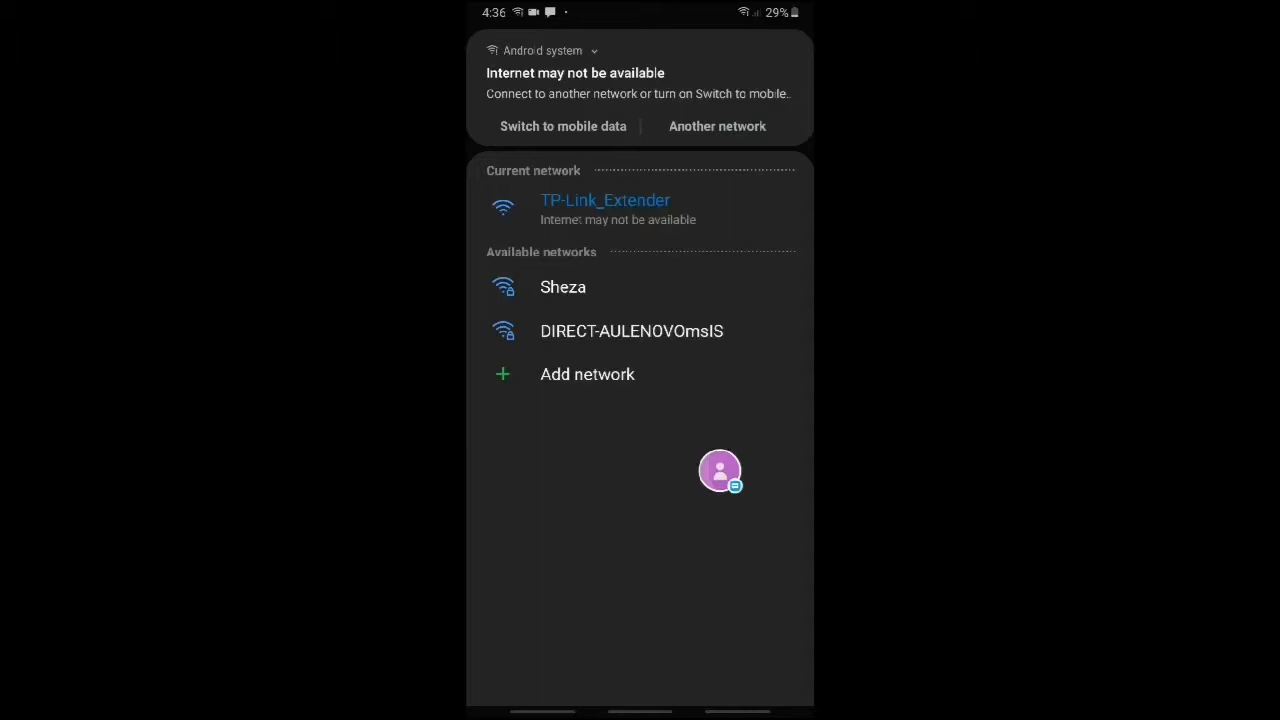 4:36
29%
Android system
Internet may not be available
Connect to another network or turn on Switch to mobile..
Switch to mobile data
Another network
Current network
TP-Link_Extender
Internet may not be available
Available networks
Sheza
DIRECT-AULENOVOmsIS
Add network